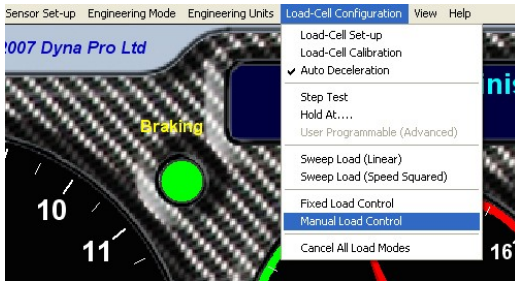 Sensor Set-up Engineering Mode Engineering Units Load-Cell Configuration View Help
2007 Dyna Pro Ltd
Load-Cell Set-up
Load-Cell Calibration
✓ Auto Deceleration
Step Test
Hold At....
User Programmable (Advanced)
Sweep Load (Linear)
Sweep Load (Speed Squared)
Fixed Load Control
Manual Load Control
Cancel All Load Modes
Braking
10
11
16